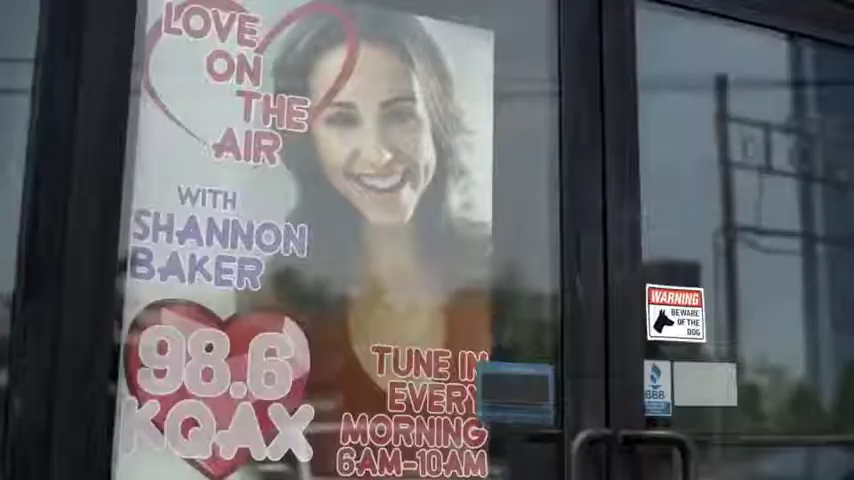 LOVE
ON
THE
AIR
WITH
SHANNON
BAKER
98.6
KQAX
TUNE IN
EVERY
MORNING
6AM-10AM
WARNING
BEWARE
OF THE
DOG
BBB